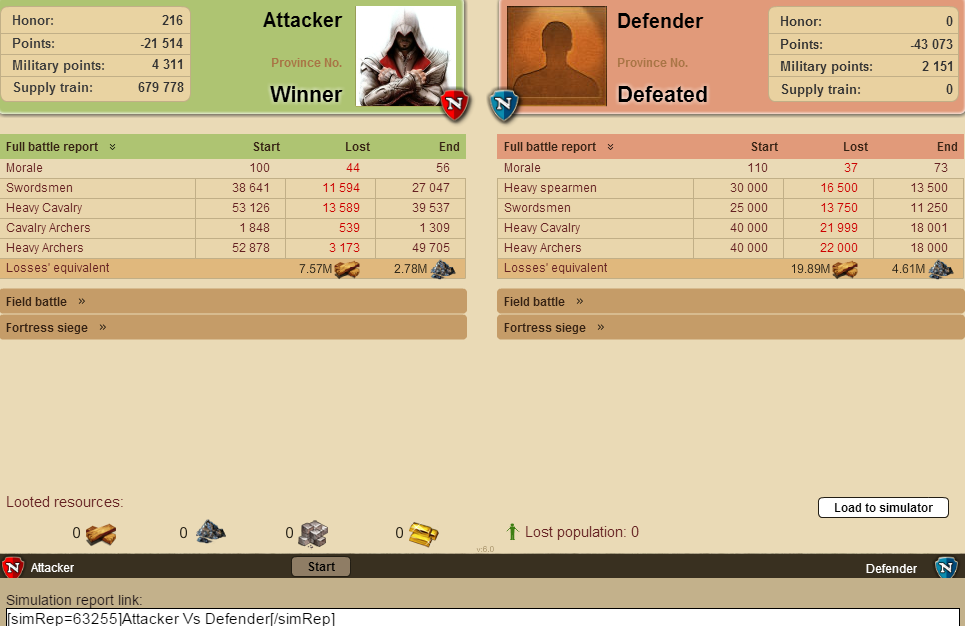 Honor: 216
Points: -21 514
Military points: 4 311
Supply train: 679 778
Attacker
Province No.
Winner
N
N
Defender
Province No.
Defeated
Honor: 0
Points: -43 073
Military points: 2 151
Supply train: 0
Full battle report » Start Lost End
Morale 100 44 56
Swordsmen 38 641 11 594 27 047
Heavy Cavalry 53 126 13 589 39 537
Cavalry Archers 1 848 539 1 309
Heavy Archers 52 878 3 173 49 705
Losses' equivalent 7.57M 2.78M
Field battle »
Fortress siege »
Full battle report » Start Lost End
Morale 110 37 73
Heavy spearmen 30 000 16 500 13 500
Swordsmen 25 000 13 750 11 250
Heavy Cavalry 40 000 21 999 18 001
Heavy Archers 40 000 22 000 18 000
Losses' equivalent 19.89M 4.61M
Field battle »
Fortress siege »
Looted resources:
Load to simulator
0 0 0 0 Lost population: 0
v:6.0
N Attacker Start Defender N
Simulation report link:
[simRep=63255]Attacker Vs Defender[/simRep]